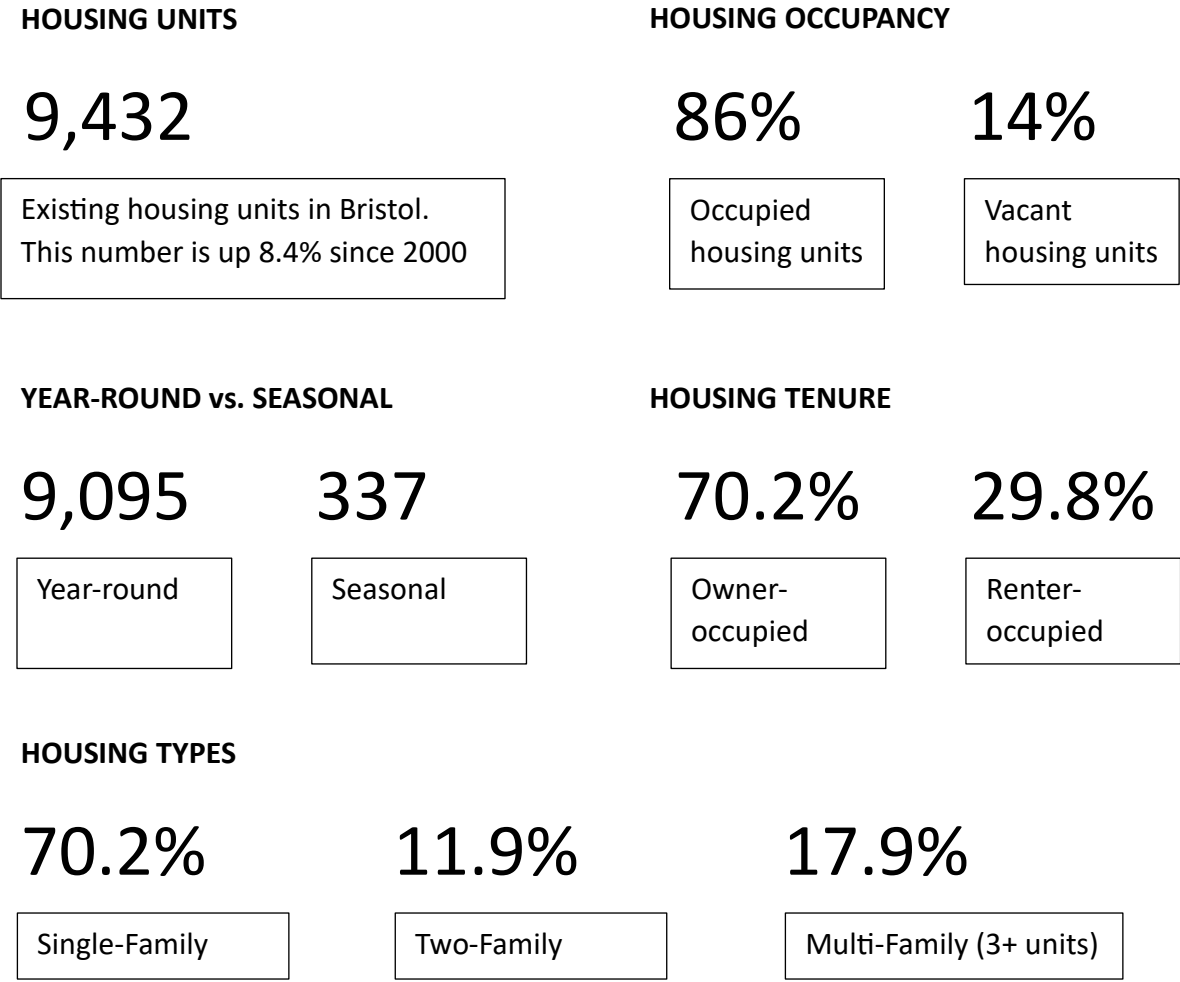 HOUSING UNITS
9,432
Existing housing units in Bristol.
This number is up 8.4% since 2000
HOUSING OCCUPANCY
86%
Occupied
housing units
14%
Vacant
housing units
YEAR-ROUND vs. SEASONAL
9,095
Year-round
337
Seasonal
HOUSING TENURE
70.2%
Owner-
occupied
29.8%
Renter-
occupied
HOUSING TYPES
70.2%
Single-Family
11.9%
Two-Family
17.9%
Multi-Family (3+ units)